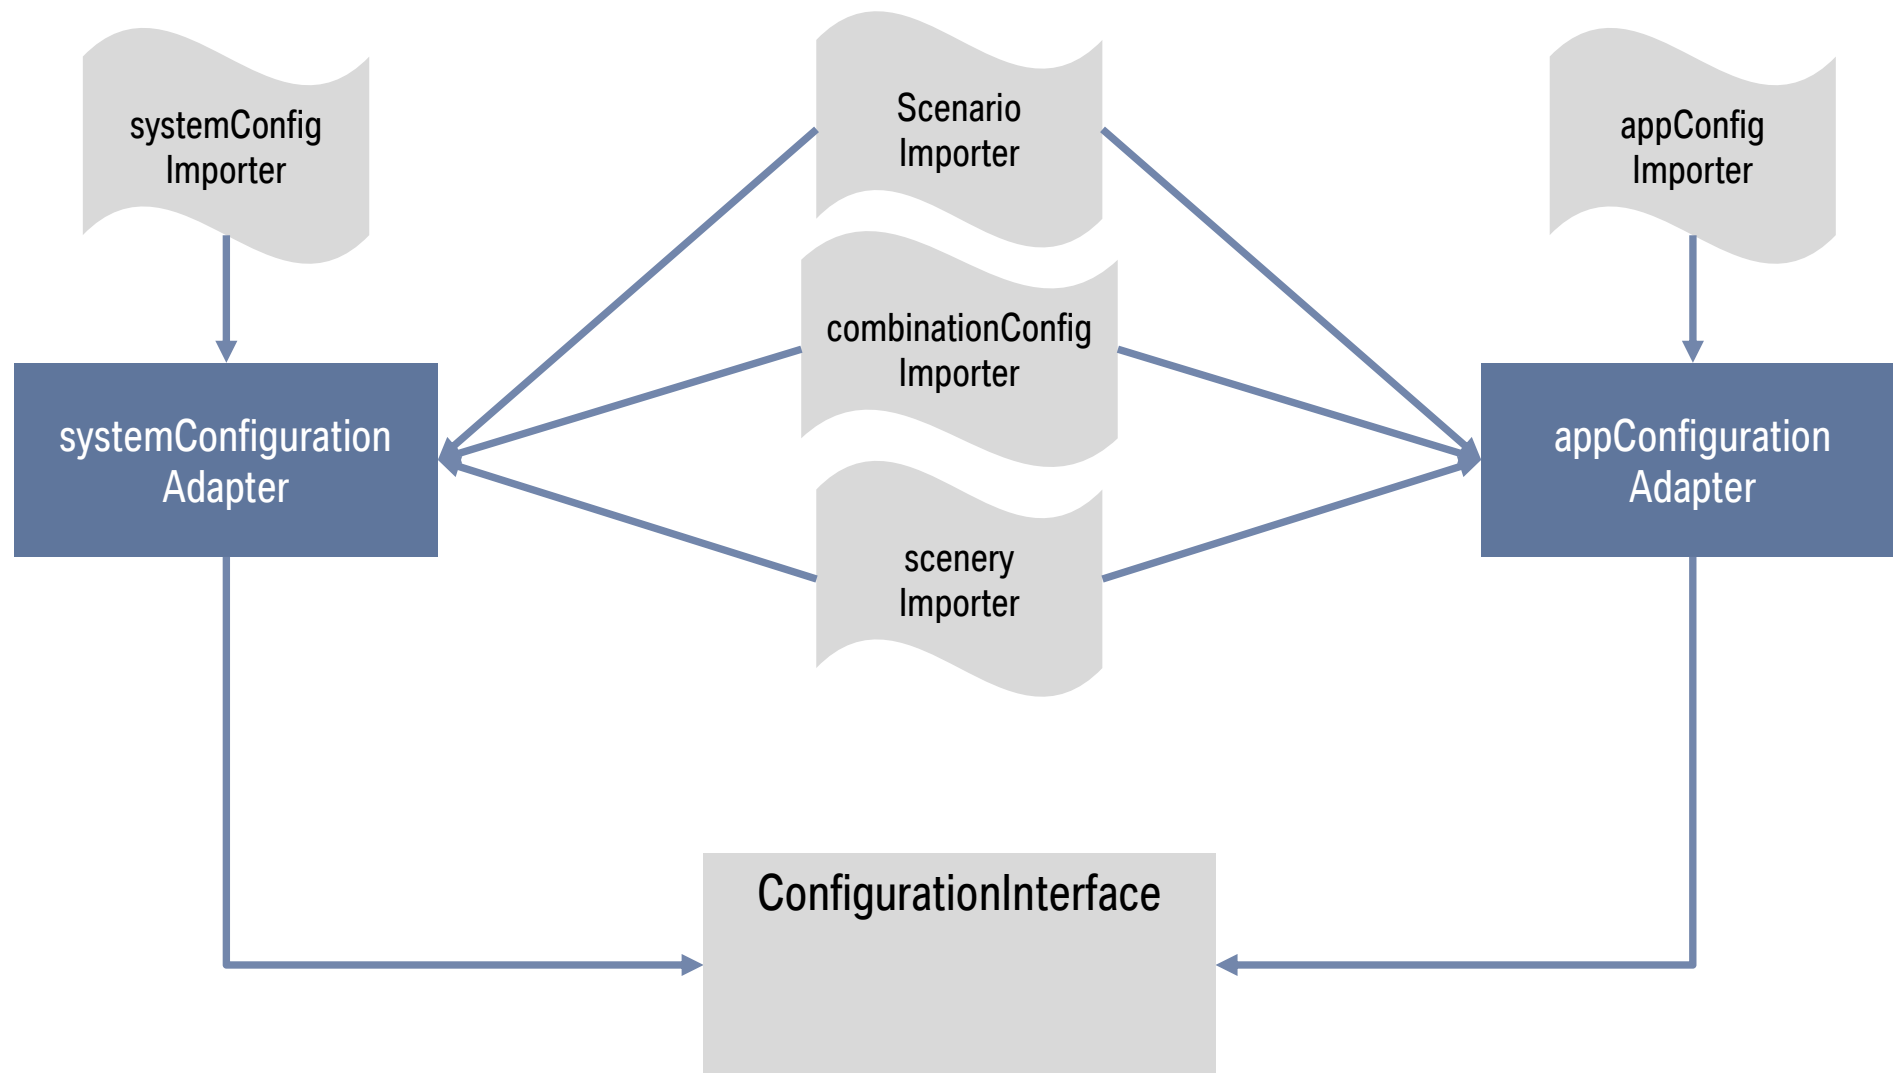 systemConfig
Importer
Scenario
Importer
appConfig
Importer
combinationConfig
Importer
systemConfiguration
Adapter
appConfiguration
Adapter
scenery
Importer
ConfigurationInterface